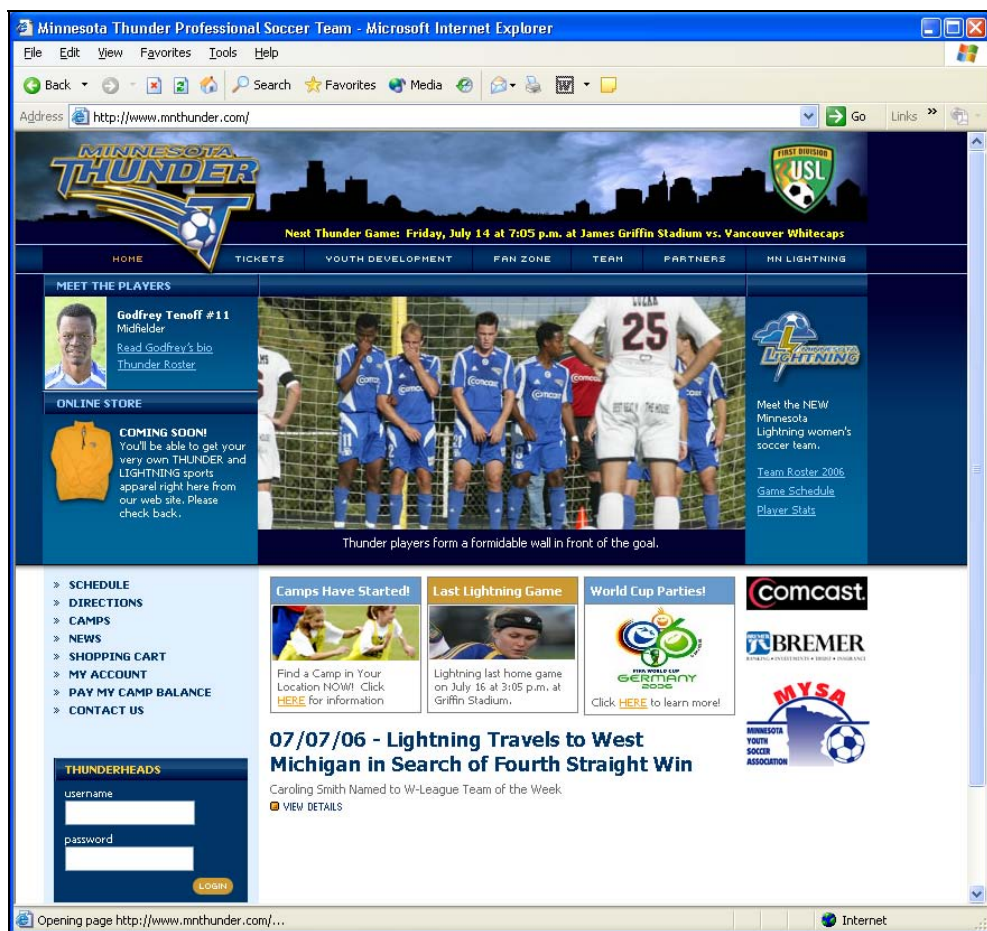 Minnesota Thunder Professional Soccer Team - Microsoft Internet Explorer
File Edit View Favorites Tools Help
Back Search Favorites Media
Address http://www.mnthunder.com/ Go Links »
MINNESOTA
THUNDER
FIRST DIVISION
USL
Next Thunder Game: Friday, July 14 at 7:05 p.m. at James Griffin Stadium vs. Vancouver Whitecaps
HOME TICKETS YOUTH DEVELOPMENT FAN ZONE TEAM PARTNERS MN LIGHTNING
MEET THE PLAYERS
Godfrey Tenoff #11
Midfielder
Read Godfrey's bio
Thunder Roster
ONLINE STORE
COMING SOON!
You'll be able to get your
very own THUNDER and
LIGHTNING sports
apparel right here from
our web site. Please
check back.
25
comcast
BEST SEAT IN THE HOUSE
Thunder players form a formidable wall in front of the goal.
MINNESOTA
LIGHTNING
Meet the NEW
Minnesota
Lightning women's
soccer team.
Team Roster 2006
Game Schedule
Player Stats
» SCHEDULE
» DIRECTIONS
» CAMPS
» NEWS
» SHOPPING CART
» MY ACCOUNT
» PAY MY CAMP BALANCE
» CONTACT US
THUNDERHEADS
username
password
LOGIN
Camps Have Started!
Find a Camp in Your
Location NOW! Click
HERE for information
Last Lightning Game
Lightning last home game
on July 16 at 3:05 p.m. at
Griffin Stadium.
World Cup Parties!
FIFA WORLD CUP
GERMANY
2006
Click HERE to learn more!
07/07/06 - Lightning Travels to West
Michigan in Search of Fourth Straight Win
Caroling Smith Named to W-League Team of the Week
VIEW DETAILS
comcast.
BREMER
BANKING • INVESTMENTS • TRUST • INSURANCE
MYSA
MINNESOTA
YOUTH
SOCCER
ASSOCIATION
Opening page http://www.mnthunder.com/... Internet